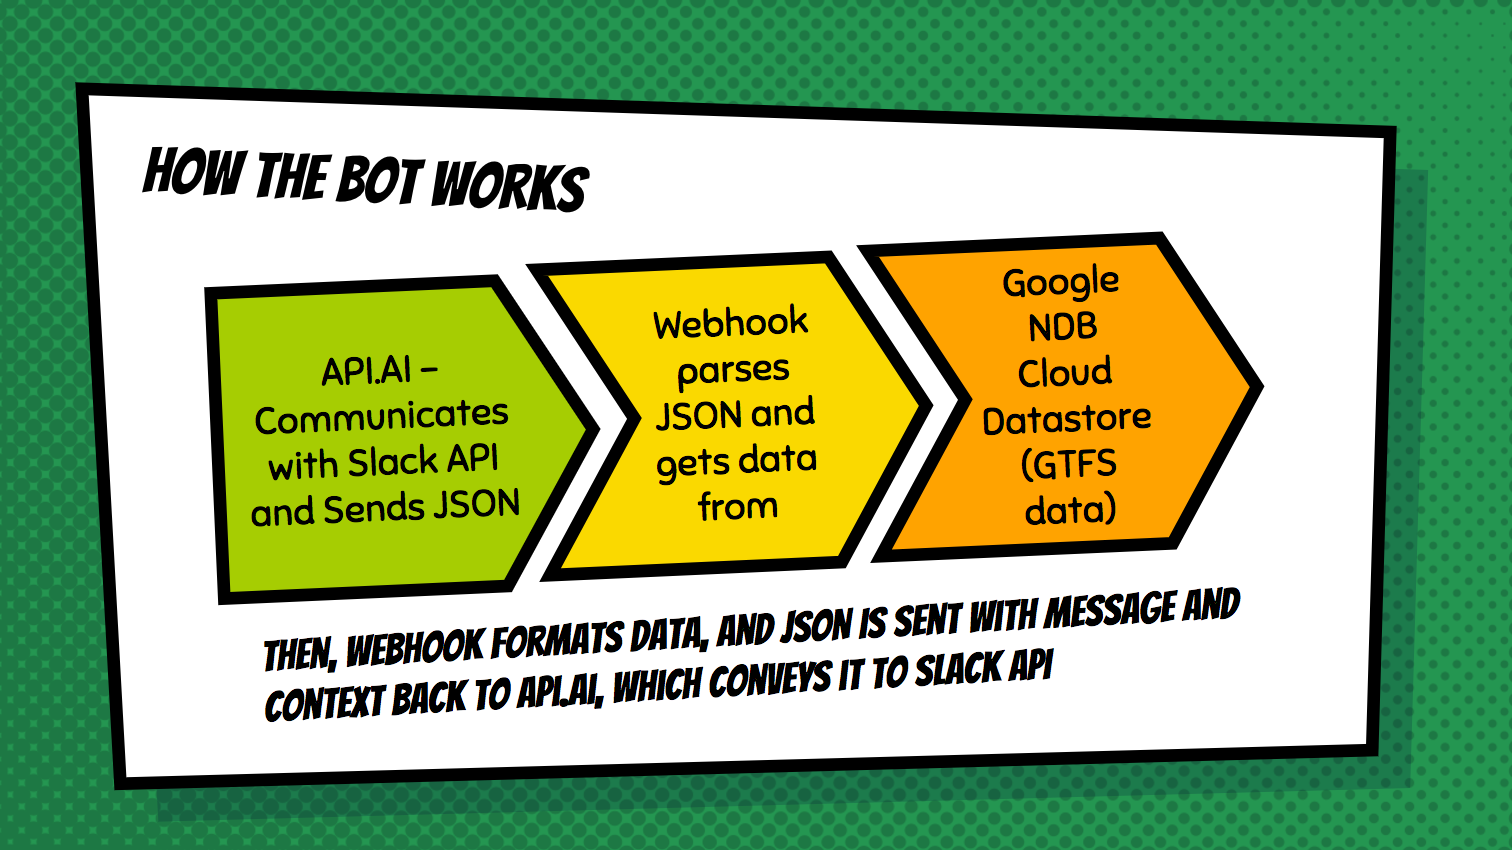 HOW THE BOT WORKS
API.AI –
Communicates
with Slack API
and Sends JSON
Webhook
parses
JSON and
gets data
from
Google
NDB
Cloud
Datastore
(GTFS
data)
THEN, WEBHOOK FORMATS DATA, AND JSON IS SENT WITH MESSAGE AND
CONTEXT BACK TO API.AI, WHICH CONVEYS IT TO SLACK API